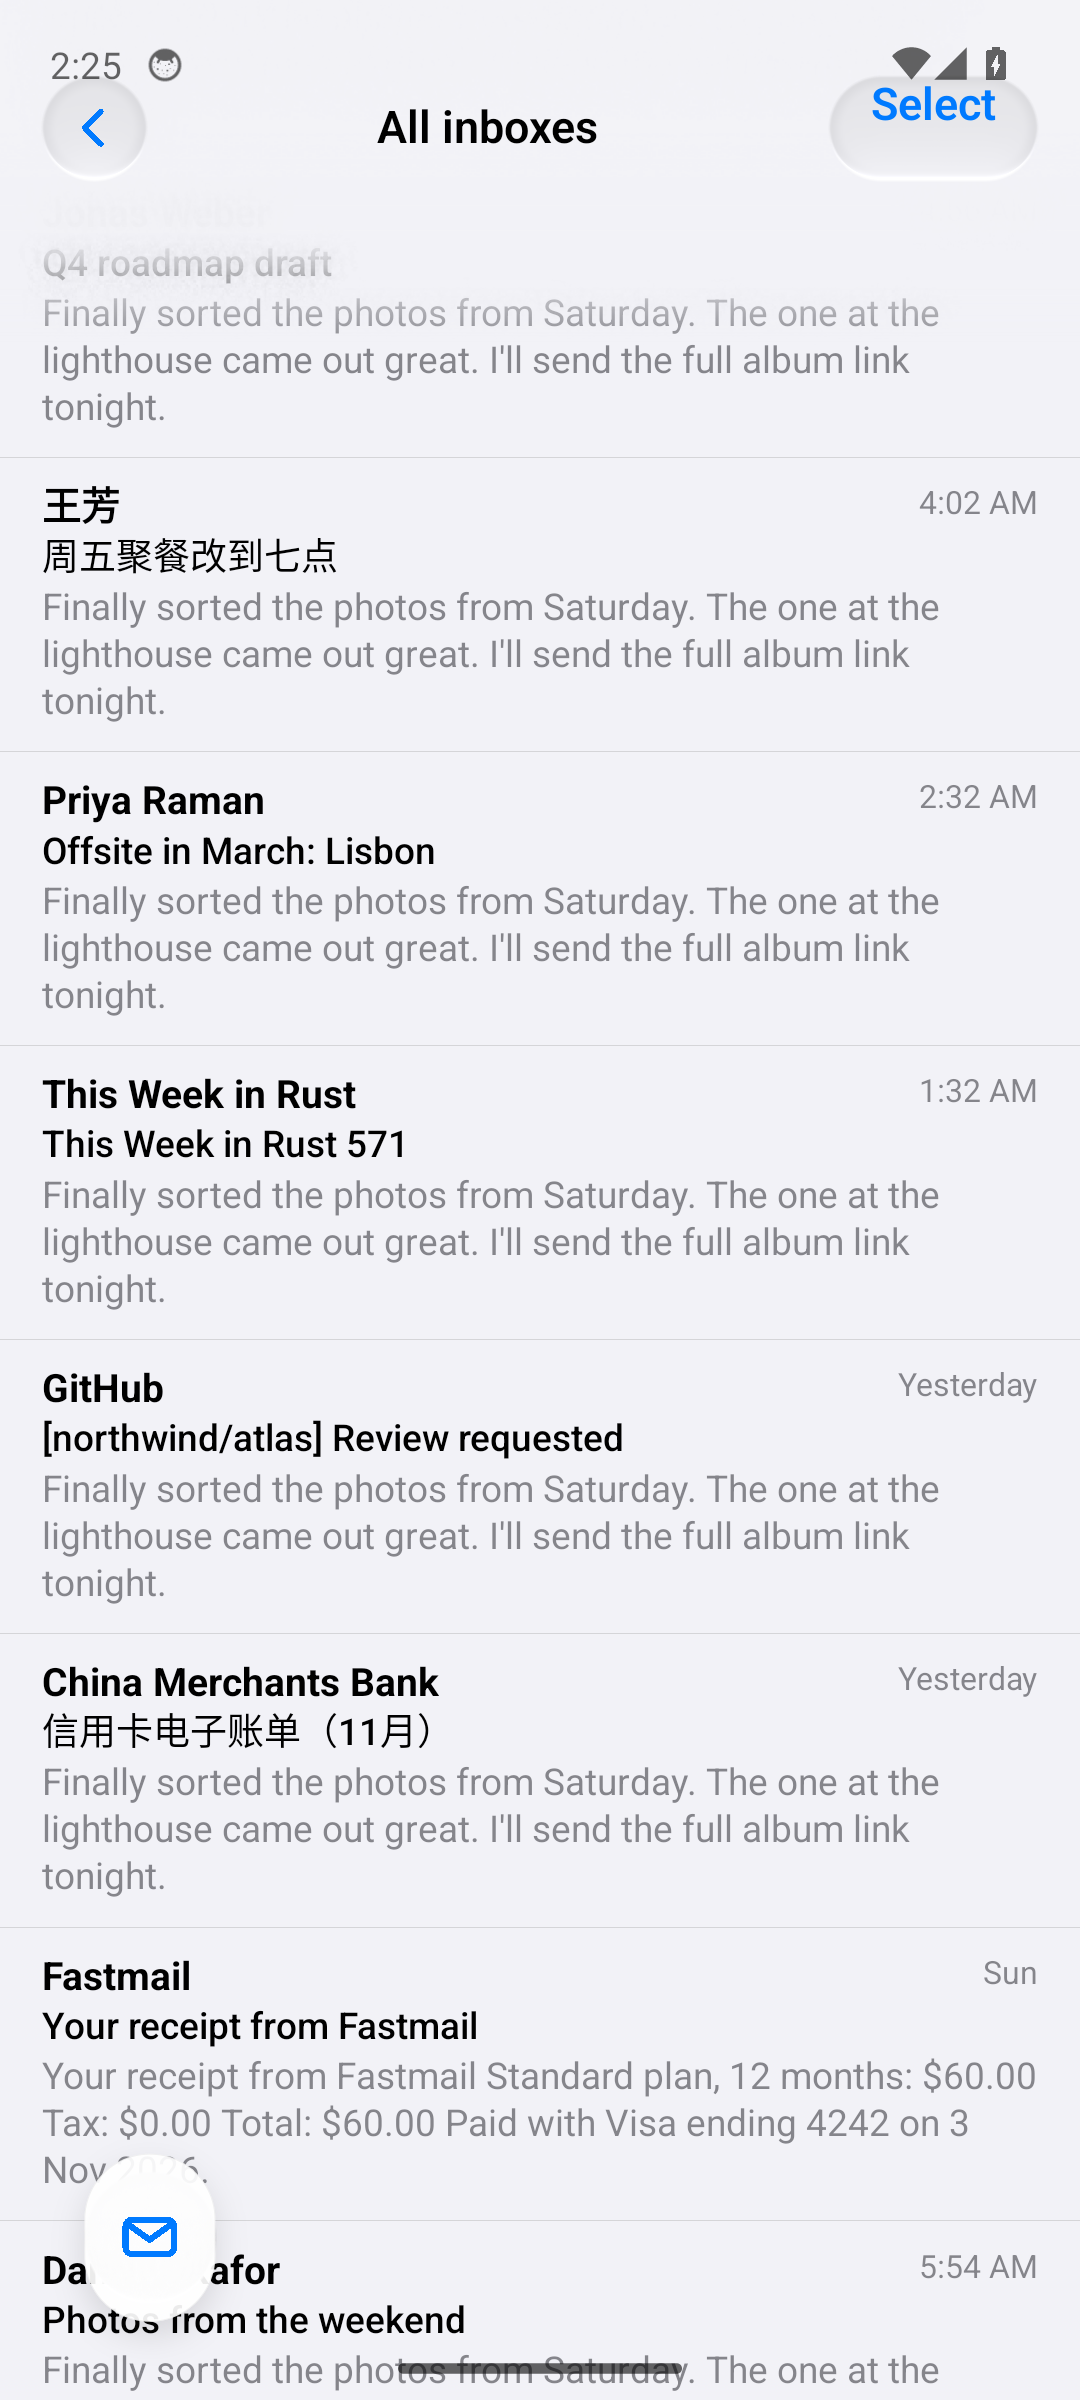 2:25
All inboxes
Select
Jonas Weber
Q4 roadmap draft
Finally sorted the photos from Saturday. The one at the
lighthouse came out great. I'll send the full album link
tonight.
王芳
4:02 AM
周五聚餐改到七点
Finally sorted the photos from Saturday. The one at the
lighthouse came out great. I'll send the full album link
tonight.
Priya Raman
2:32 AM
Offsite in March: Lisbon
Finally sorted the photos from Saturday. The one at the
lighthouse came out great. I'll send the full album link
tonight.
This Week in Rust
1:32 AM
This Week in Rust 571
Finally sorted the photos from Saturday. The one at the
lighthouse came out great. I'll send the full album link
tonight.
GitHub
Yesterday
[northwind/atlas] Review requested
Finally sorted the photos from Saturday. The one at the
lighthouse came out great. I'll send the full album link
tonight.
China Merchants Bank
Yesterday
信用卡电子账单（11月）
Finally sorted the photos from Saturday. The one at the
lighthouse came out great. I'll send the full album link
tonight.
Fastmail
Sun
Your receipt from Fastmail
Your receipt from Fastmail Standard plan, 12 months: $60.00
Tax: $0.00 Total: $60.00 Paid with Visa ending 4242 on 3
Nov 2026.
5:54 AM
Photos from the weekend
Finally sorted the photos from Saturday. The one at the